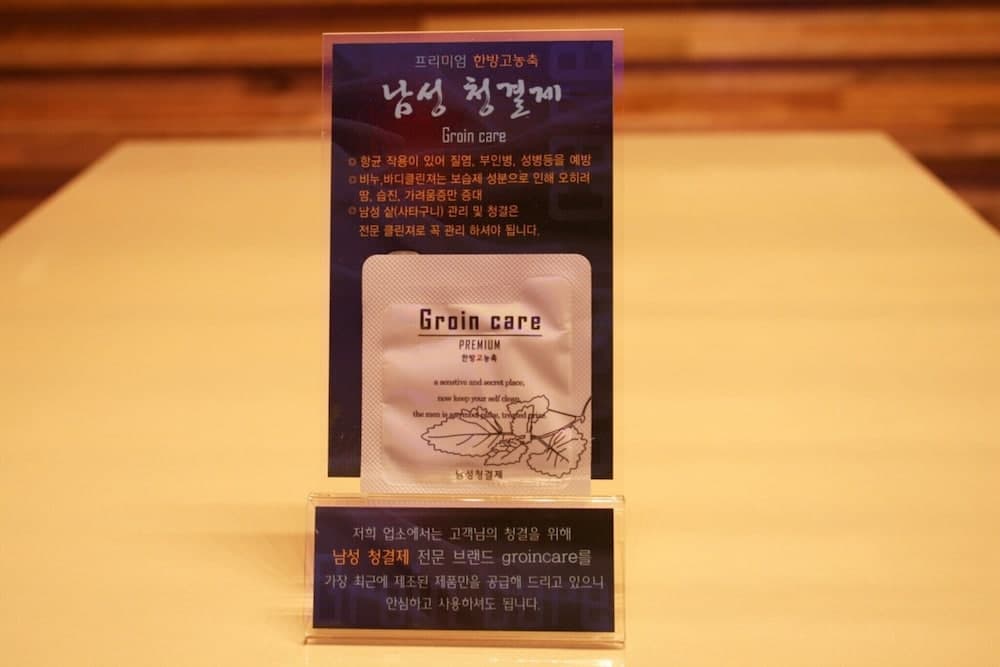 프리미엄 한방고농축
남성 청결제
Groin care
항균 작용이 있어 질염, 부인병, 성병등을 예방
비누,바디클린져는 보습제 성분으로 인해 오히려
땀, 습진, 가려움증만 증대
남성 샅(사타구니) 관리 및 청결은
전문 클린져로 꼭 관리 하셔야 됩니다.
Groin care
PREMIUM
한방고농축
a senstive and secret place,
now keep your self clean,
the men is
남성청결제
저희 업소에서는 고객님의 청결을 위해
남성 청결제 전문 브랜드 groincare를
가장 최근에 제조된 제품만을 공급해 드리고 있으니
안심하고 사용하셔도 됩니다.